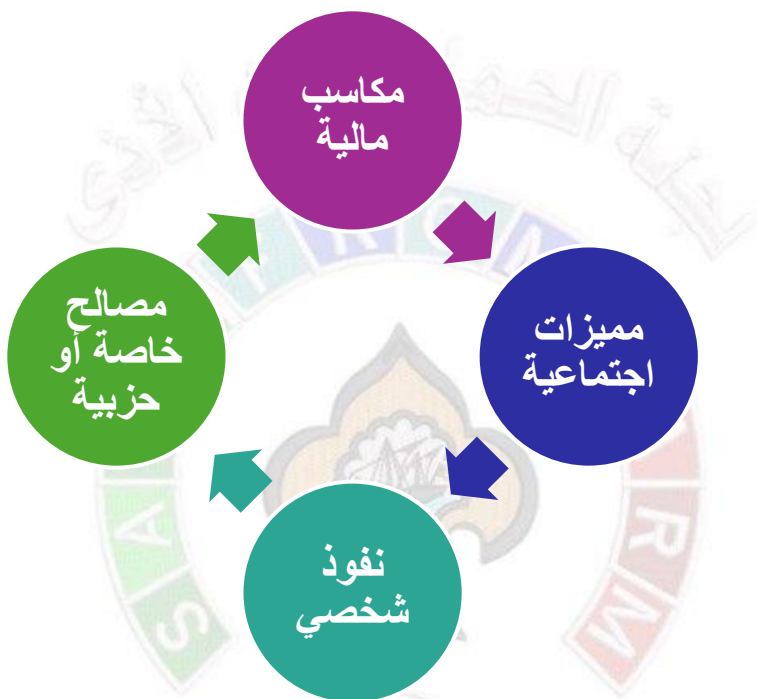 مكاسب
مالية
مميزات
اجتماعية
نفوذ
شخصي
مصالح
خاصة أو
حزبية